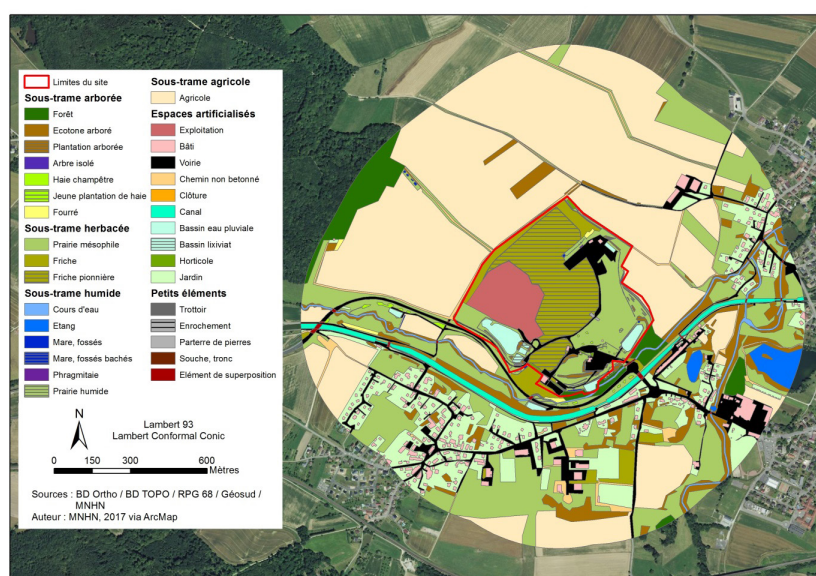 Limites du site
Sous-trame arborée
Forêt
Ecotone arboré
Plantation arborée
Arbre isolé
Haie champêtre
Jeune plantation de haie
Fourré
Sous-trame herbacée
Prairie mésophile
Friche
Friche pionnière
Sous-trame humide
Cours d'eau
Etang
Mare, fossés
Mare, fossés bachés
Phragmitaie
Prairie humide
Sous-trame agricole
Agricole
Espaces artificialisés
Exploitation
Bâti
Voirie
Chemin non betonné
Clôture
Canal
Bassin eau pluviale
Bassin lixiviat
Horticole
Jardin
Petits éléments
Trottoir
Enrochement
Parterre de pierres
Souche, tronc
Elément de superposition
N
Lambert 93
Lambert Conformal Conic
0 150 300 600
Mètres
Sources : BD Ortho / BD TOPO / RPG 68 / Géosud /
MNHN
Auteur : MNHN, 2017 via ArcMap